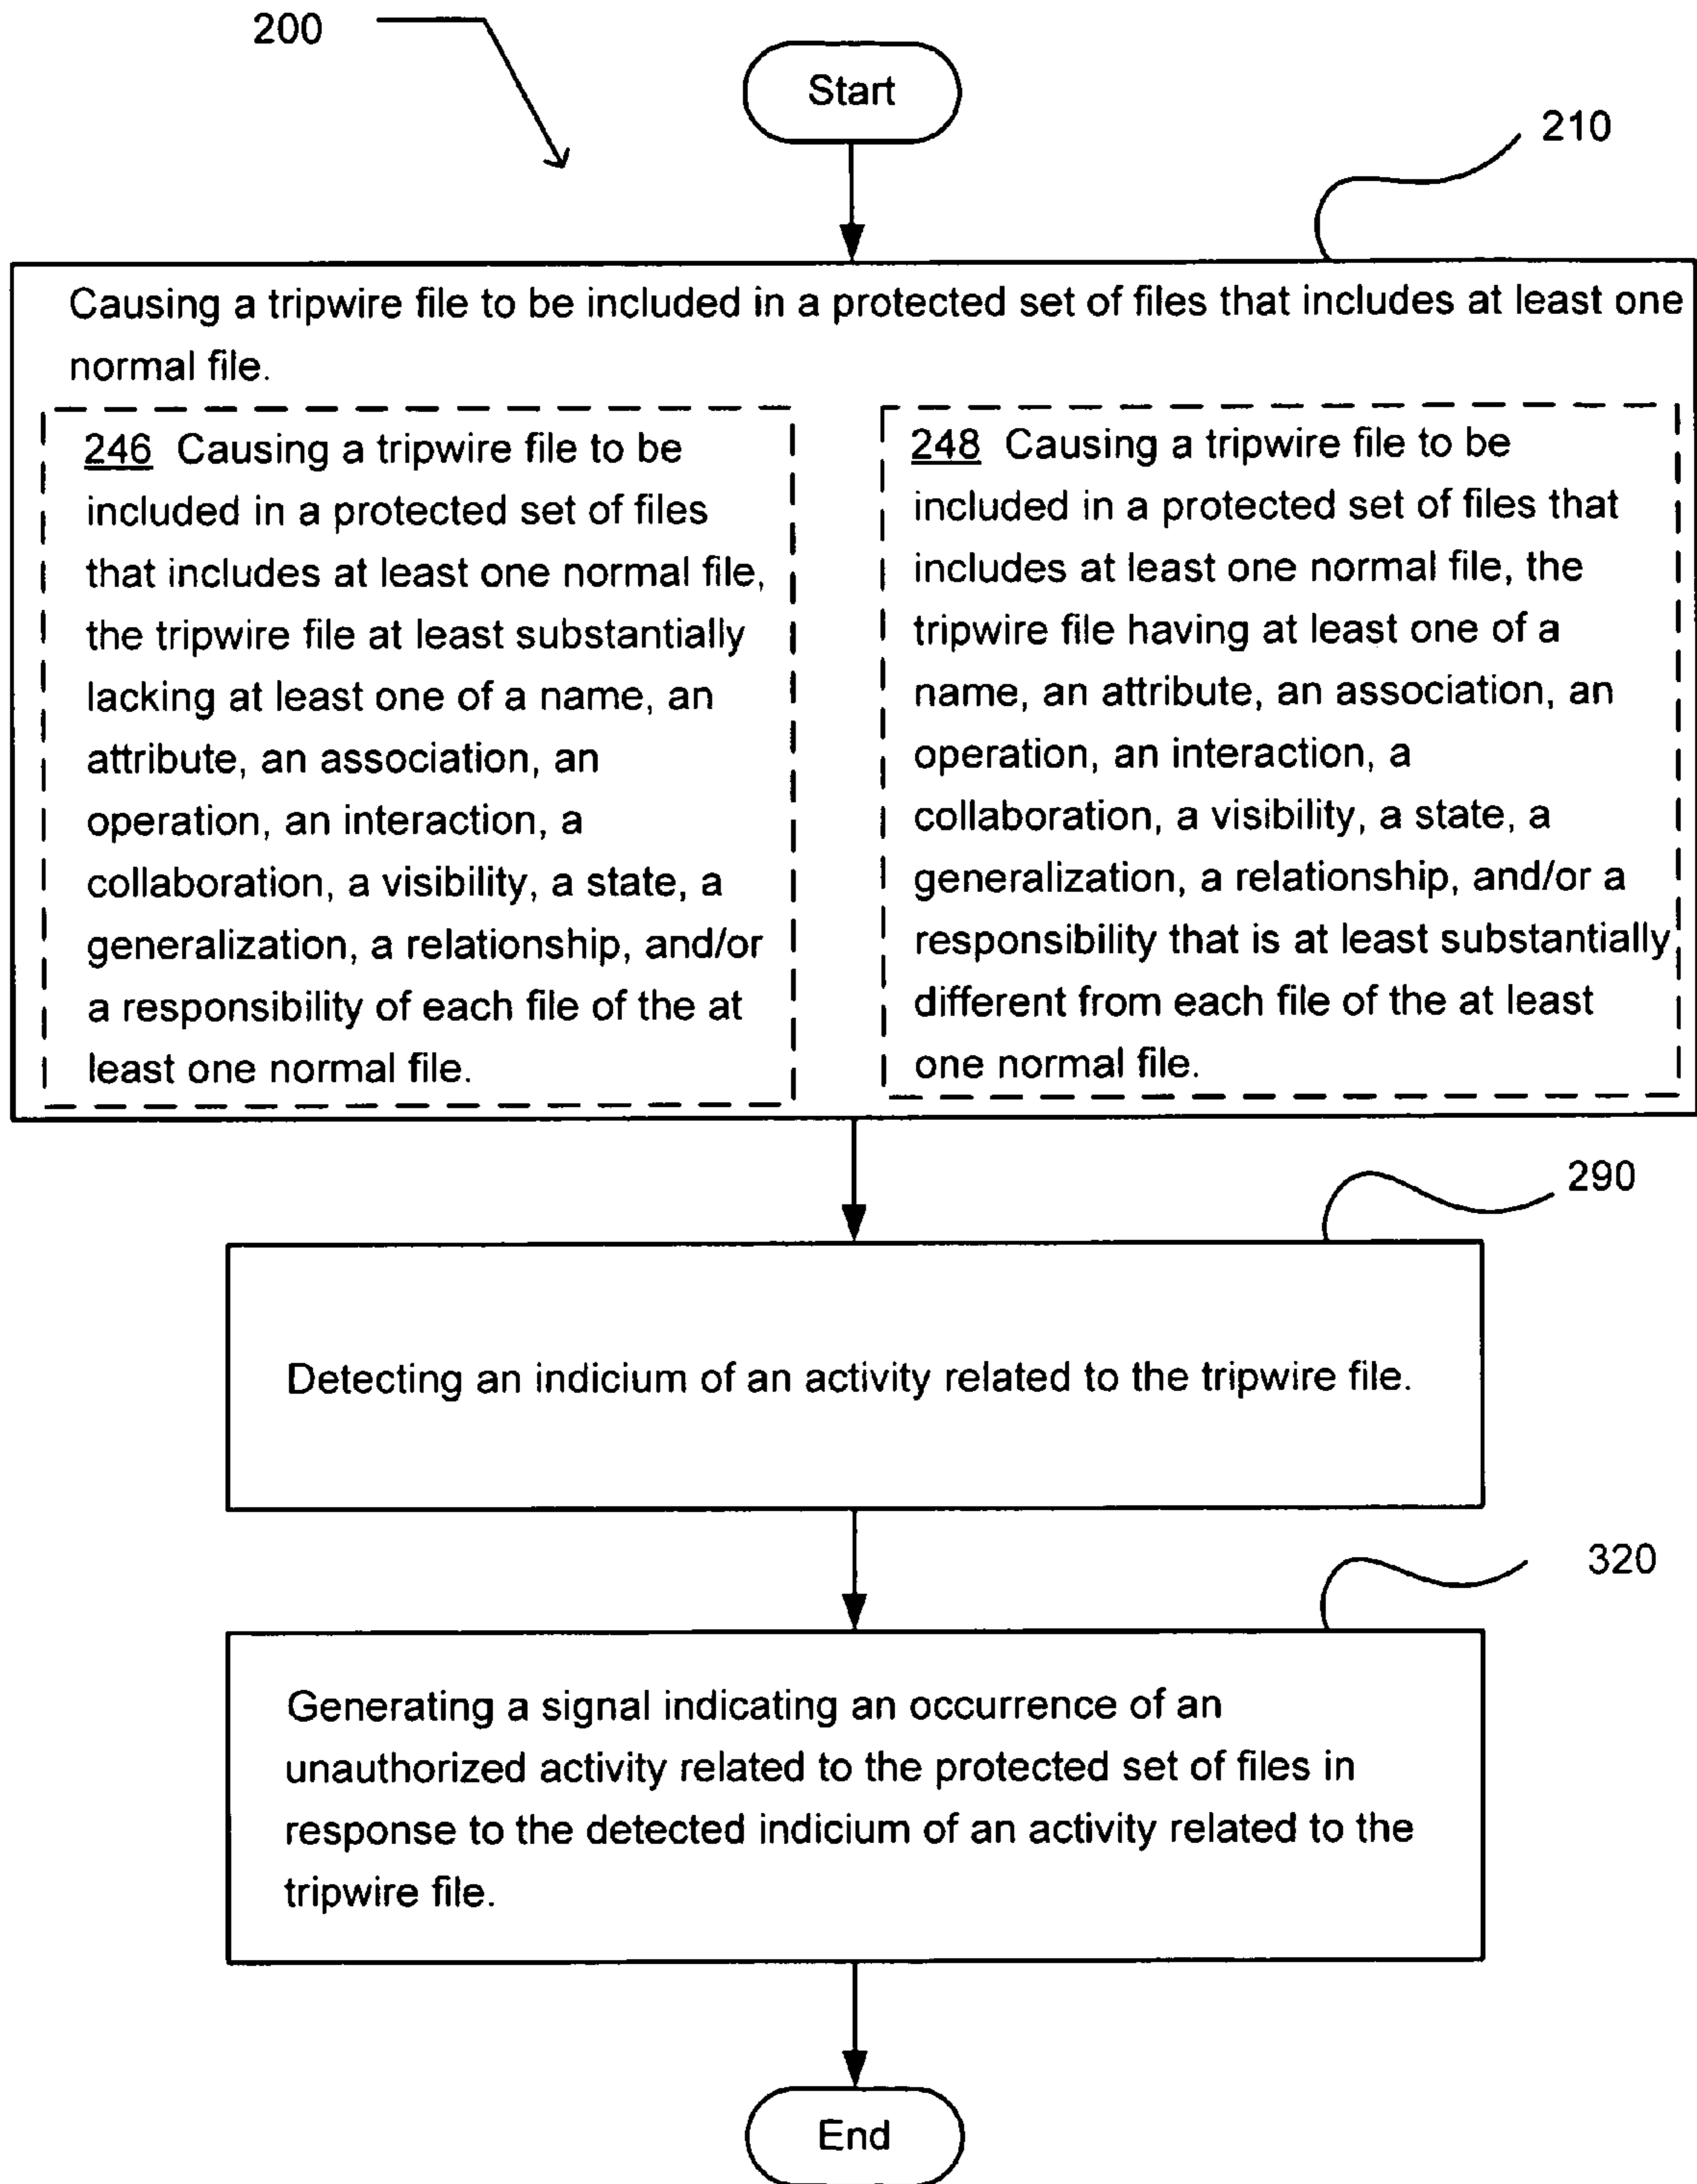 200
Start
210
Causing a tripwire file to be included in a protected set of files that includes at least one
normal file.
246 Causing a tripwire file to be
included in a protected set of files
that includes at least one normal file,
the tripwire file at least substantially
lacking at least one of a name, an
attribute, an association, an
operation, an interaction, a
collaboration, a visibility, a state, a
generalization, a relationship, and/or
a responsibility of each file of the at
least one normal file.
248 Causing a tripwire file to be
included in a protected set of files that
includes at least one normal file, the
tripwire file having at least one of a
name, an attribute, an association, an
operation, an interaction, a
collaboration, a visibility, a state, a
generalization, a relationship, and/or a
responsibility that is at least substantially
different from each file of the at least
one normal file.
290
Detecting an indicium of an activity related to the tripwire file.
320
Generating a signal indicating an occurrence of an
unauthorized activity related to the protected set of files in
response to the detected indicium of an activity related to the
tripwire file.
End